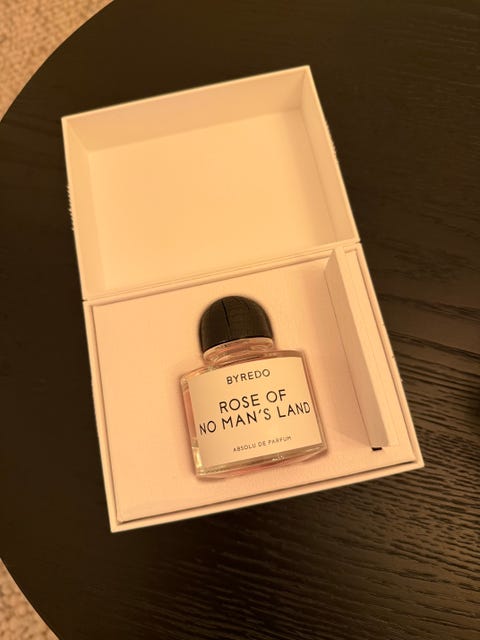 BYREDO
ROSE OF
NO MAN'S LAND
ABSOLU DE PARFUM